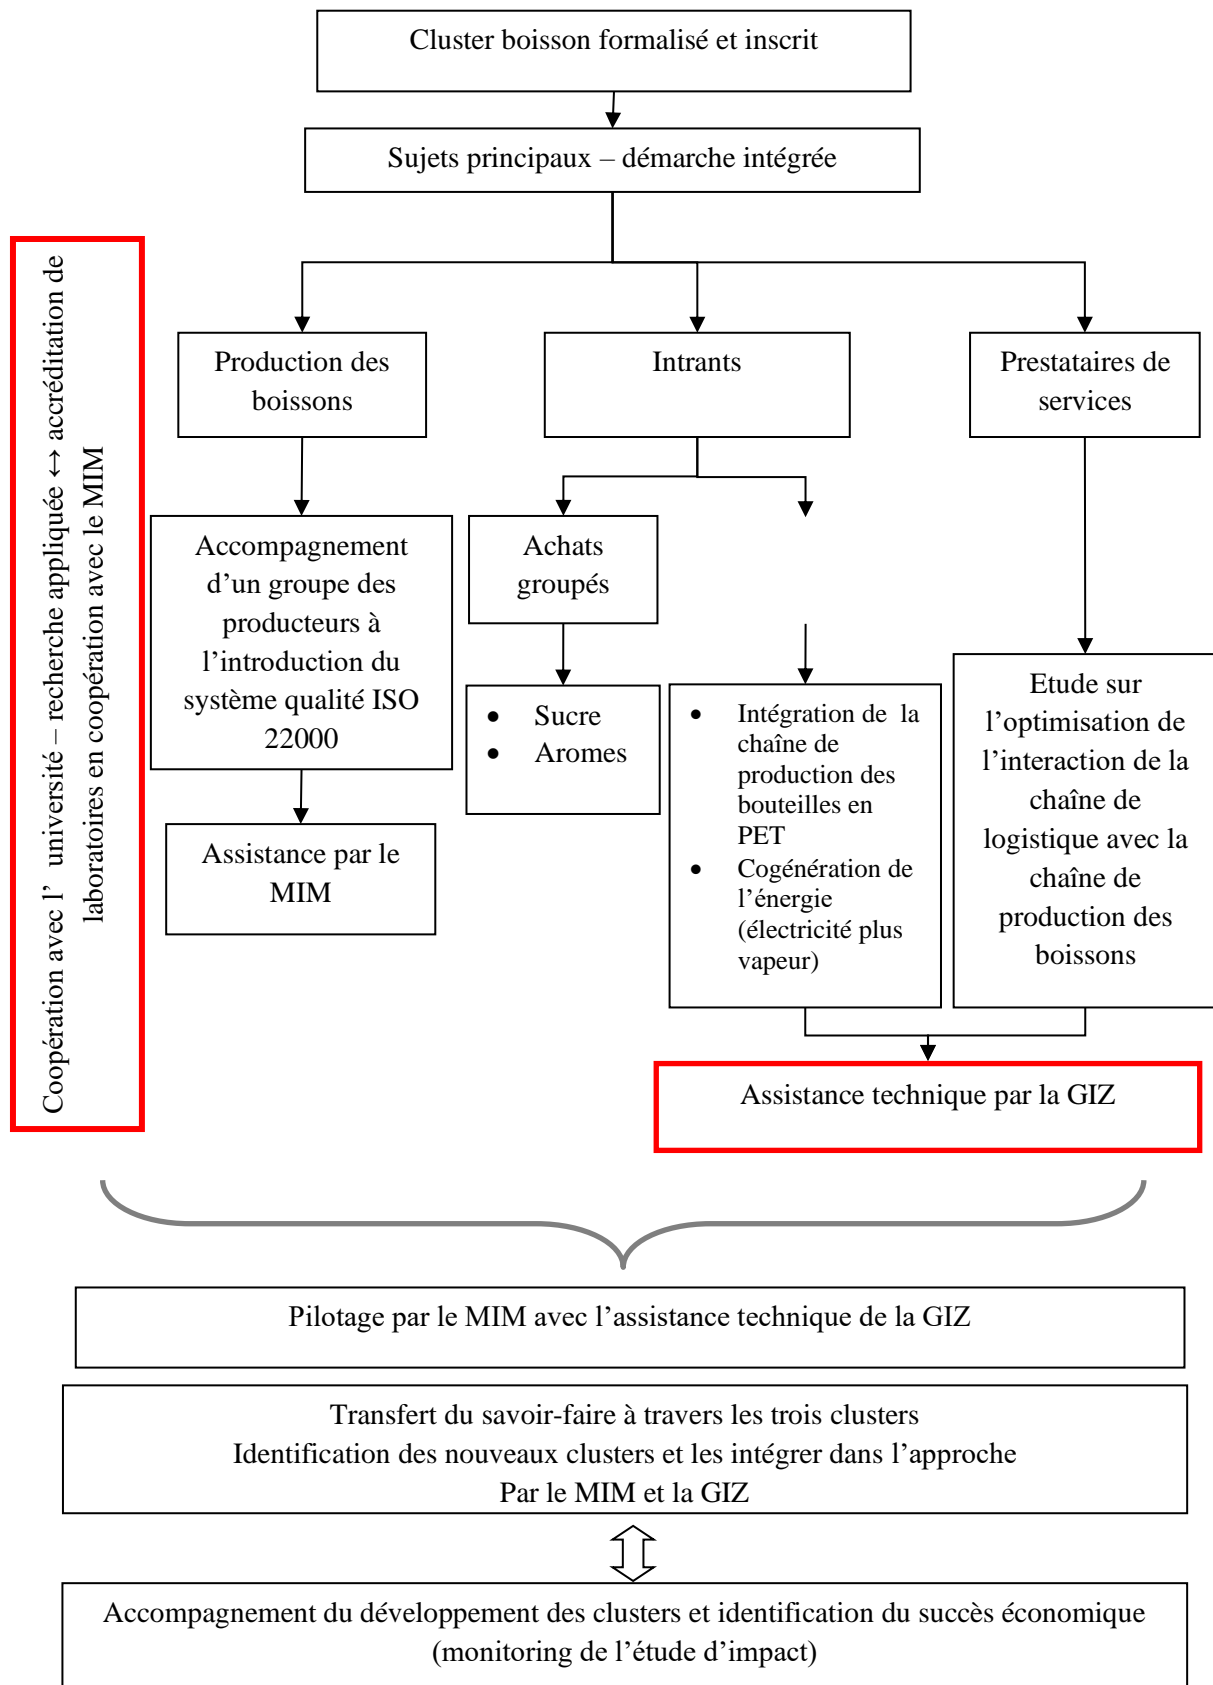 Cluster boisson formalisé et inscrit
Sujets principaux – démarche intégrée
Coopération avec l’ université – recherche appliquée ↔ accréditation de
laboratoires en coopération avec le MIM
Production des
boissons
Intrants
Prestataires de
services
Accompagnement
d’un groupe des
producteurs à
l’introduction du
système qualité ISO
22000
Achats
groupés
Assistance par le
MIM
• Sucre
• Aromes
• Intégration de la
chaîne de
production des
bouteilles en
PET
• Cogénération de
l’énergie
(électricité plus
vapeur)
Etude sur
l’optimisation de
l’interaction de la
chaîne de
logistique avec la
chaîne de
production des
boissons
Assistance technique par la GIZ
Pilotage par le MIM avec l’assistance technique de la GIZ
Transfert du savoir-faire à travers les trois clusters
Identification des nouveaux clusters et les intégrer dans l’approche
Par le MIM et la GIZ
Accompagnement du développement des clusters et identification du succès économique
(monitoring de l’étude d’impact)